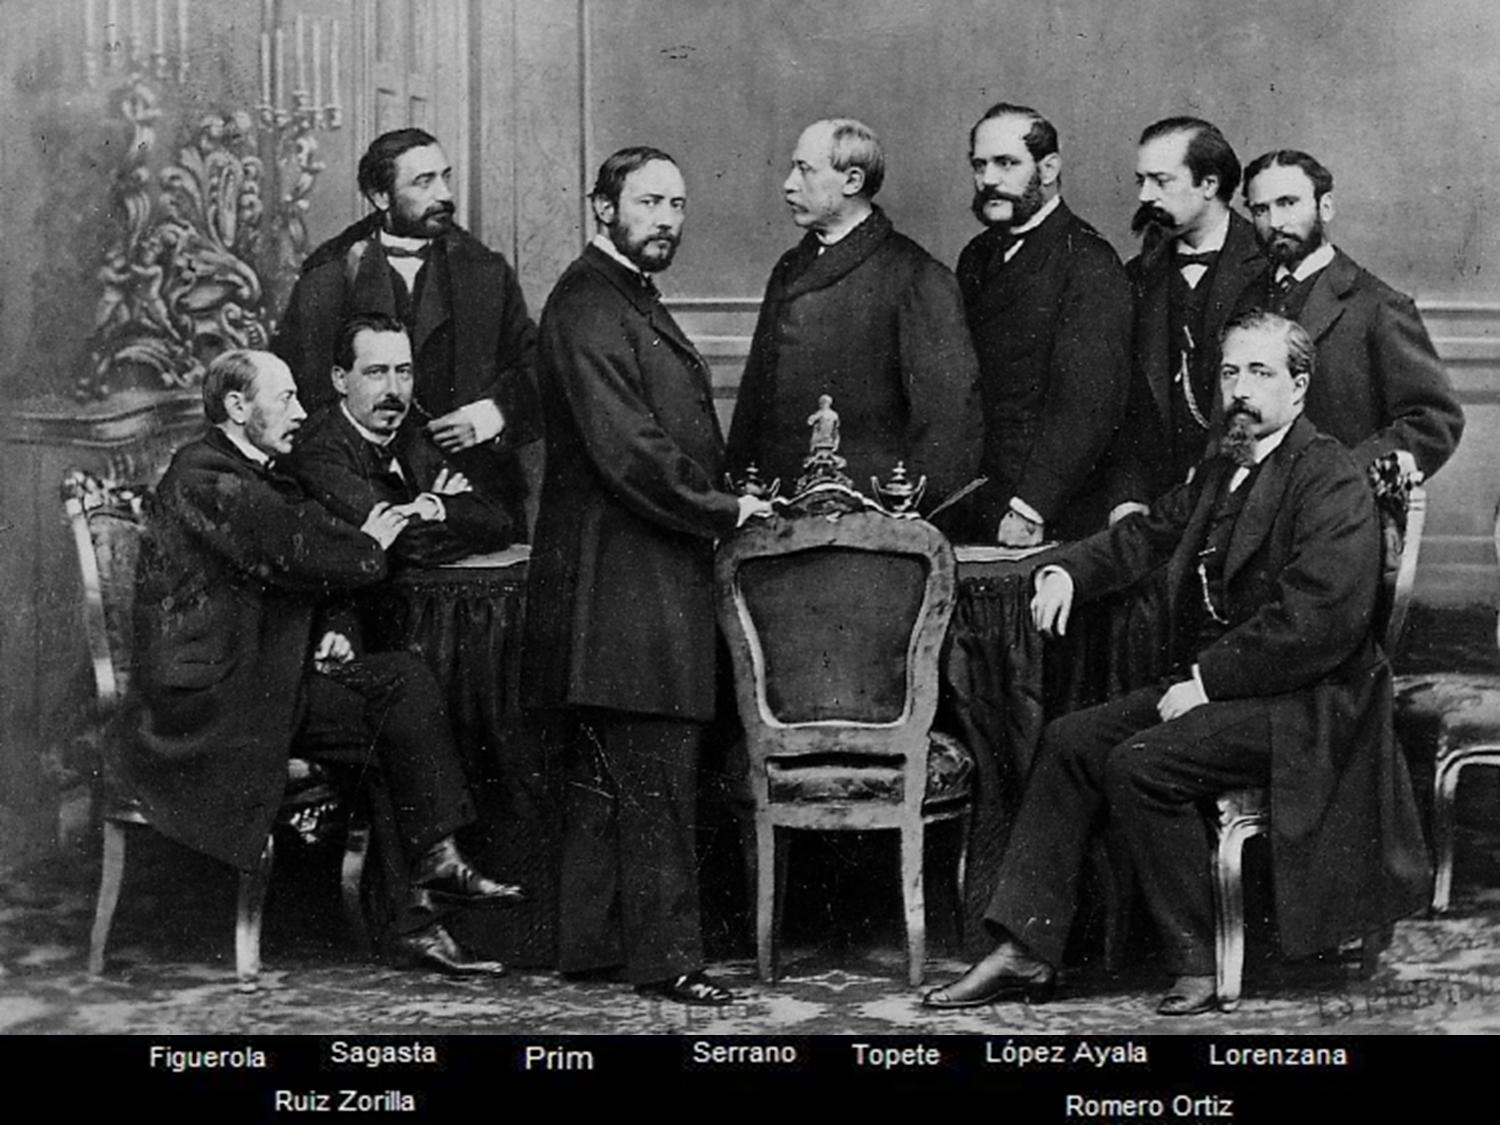 Figuerola Sagasta Prim Serrano Topete López Ayala Lorenzana
Ruiz Zorilla Romero Ortiz